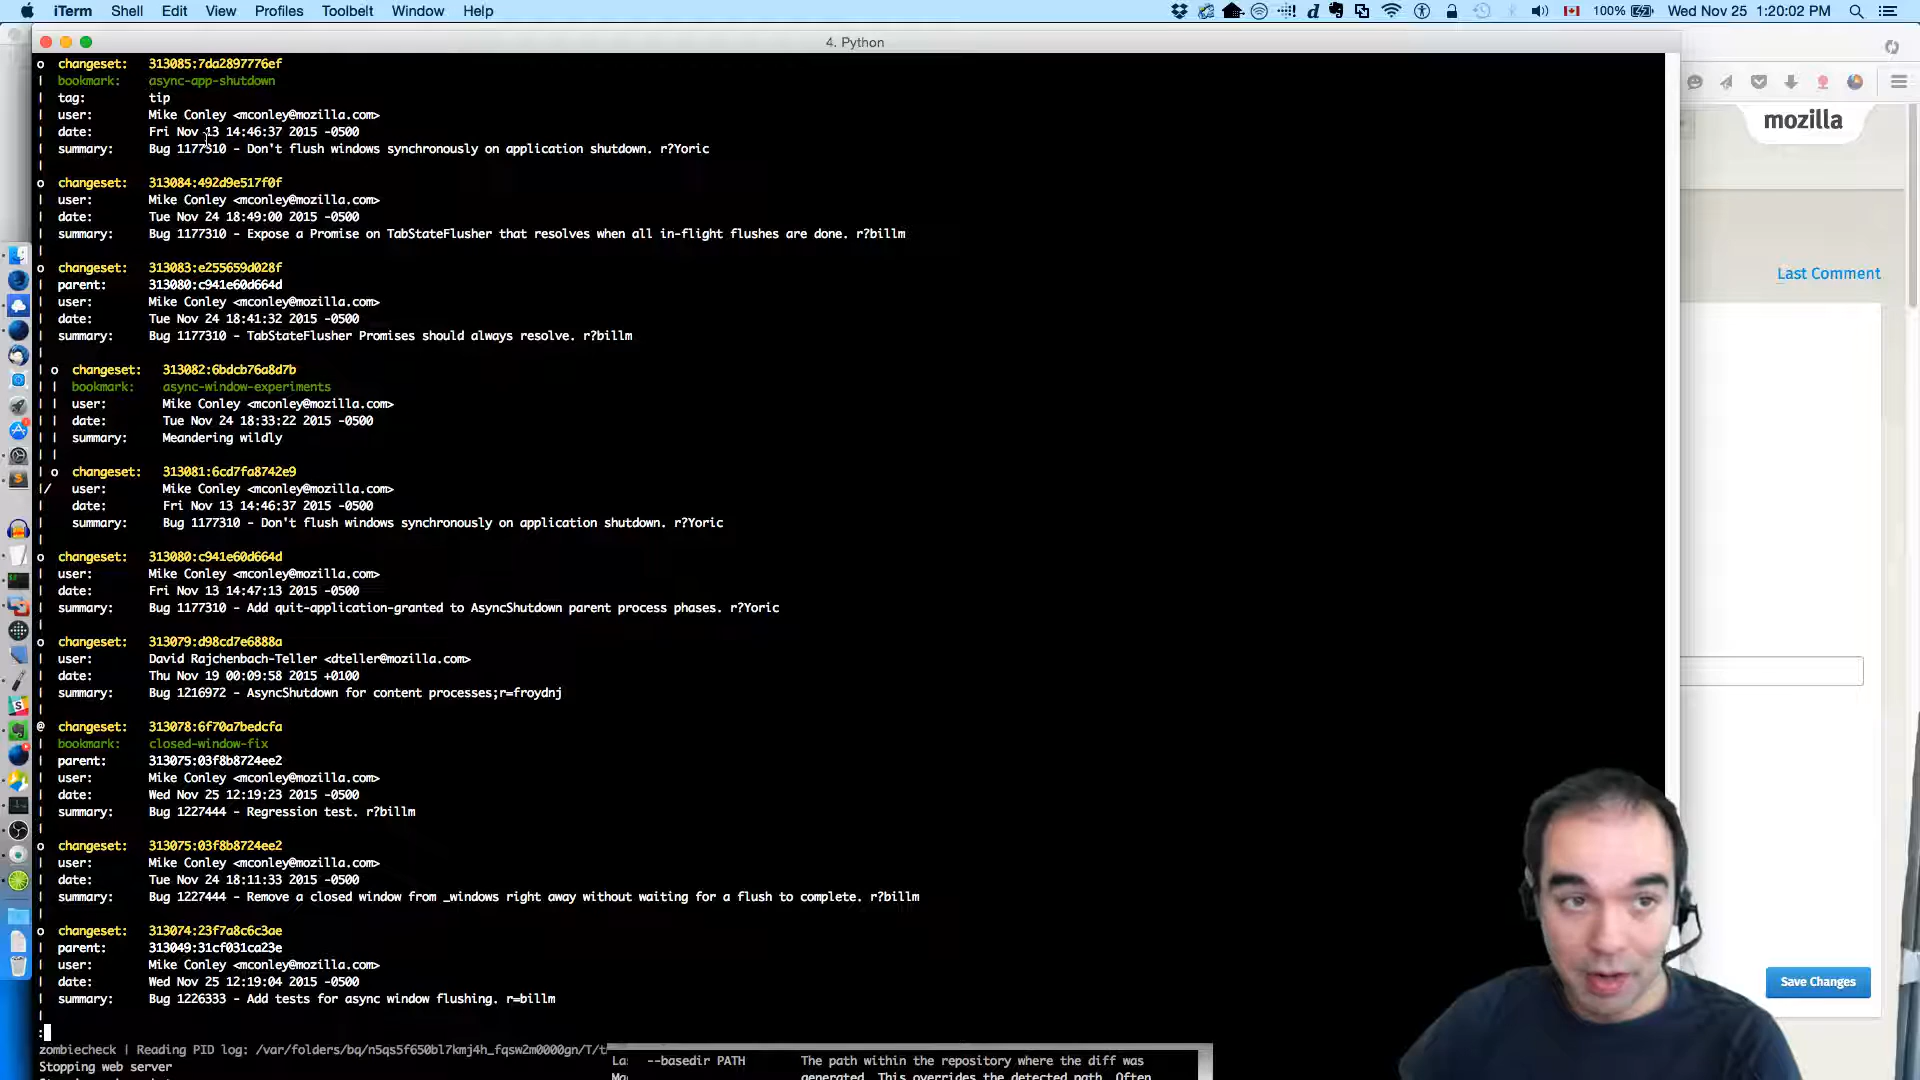 iTerm Shell Edit View Profiles Toolbelt Window Help 100% Wed Nov 25 1:20:02 PM
4. Python
o changeset: 313085:7da2897776ef
| bookmark: async-app-shutdown
| tag: tip
| user: Mike Conley <mconley@mozilla.com>
| date: Fri Nov 13 14:46:37 2015 -0500
| summary: Bug 1177310 - Don't flush windows synchronously on application shutdown. r?Yoric
|
o changeset: 313084:492d9e517f0f
| user: Mike Conley <mconley@mozilla.com>
| date: Tue Nov 24 18:49:00 2015 -0500
| summary: Bug 1177310 - Expose a Promise on TabStateFlusher that resolves when all in-flight flushes are done. r?billm
|
o changeset: 313083:e255659d028f
| parent: 313080:c941e60d664d
| user: Mike Conley <mconley@mozilla.com>
| date: Tue Nov 24 18:41:32 2015 -0500
| summary: Bug 1177310 - TabStateFlusher Promises should always resolve. r?billm
|
| o changeset: 313082:6bdcb76a8d7b
| | bookmark: async-window-experiments
| | user: Mike Conley <mconley@mozilla.com>
| | date: Tue Nov 24 18:33:22 2015 -0500
| | summary: Meandering wildly
| |
| o changeset: 313081:6cd7fa8742e9
|/ user: Mike Conley <mconley@mozilla.com>
| date: Fri Nov 13 14:46:37 2015 -0500
| summary: Bug 1177310 - Don't flush windows synchronously on application shutdown. r?Yoric
|
o changeset: 313080:c941e60d664d
| user: Mike Conley <mconley@mozilla.com>
| date: Fri Nov 13 14:47:13 2015 -0500
| summary: Bug 1177310 - Add quit-application-granted to AsyncShutdown parent process phases. r?Yoric
|
o changeset: 313079:d98cd7e6888a
| user: David Rajchenbach-Teller <dteller@mozilla.com>
| date: Thu Nov 19 00:09:58 2015 +0100
| summary: Bug 1216972 - AsyncShutdown for content processes;r=froydnj
|
@ changeset: 313078:6f70a7bedcfa
| bookmark: closed-window-fix
| parent: 313075:03f8b8724ee2
| user: Mike Conley <mconley@mozilla.com>
| date: Wed Nov 25 12:19:23 2015 -0500
| summary: Bug 1227444 - Regression test. r?billm
|
o changeset: 313075:03f8b8724ee2
| user: Mike Conley <mconley@mozilla.com>
| date: Tue Nov 24 18:11:33 2015 -0500
| summary: Bug 1227444 - Remove a closed window from _windows right away without waiting for a flush to complete. r?billm
|
o changeset: 313074:23f7a8c6c3ae
| parent: 313049:31cf031ca23e
| user: Mike Conley <mconley@mozilla.com>
| date: Wed Nov 25 12:19:04 2015 -0500
| summary: Bug 1226333 - Add tests for async window flushing. r=billm
|
:
zombiecheck | Reading PID log: /var/folders/bq/n5qs5f650bl7kmj4h_fqsw2m0000gn/T/t
Stopping web server
--basedir PATH The path within the repository where the diff was
generated. This overrides the detected path. Often
mozilla
Last Comment
Save Changes